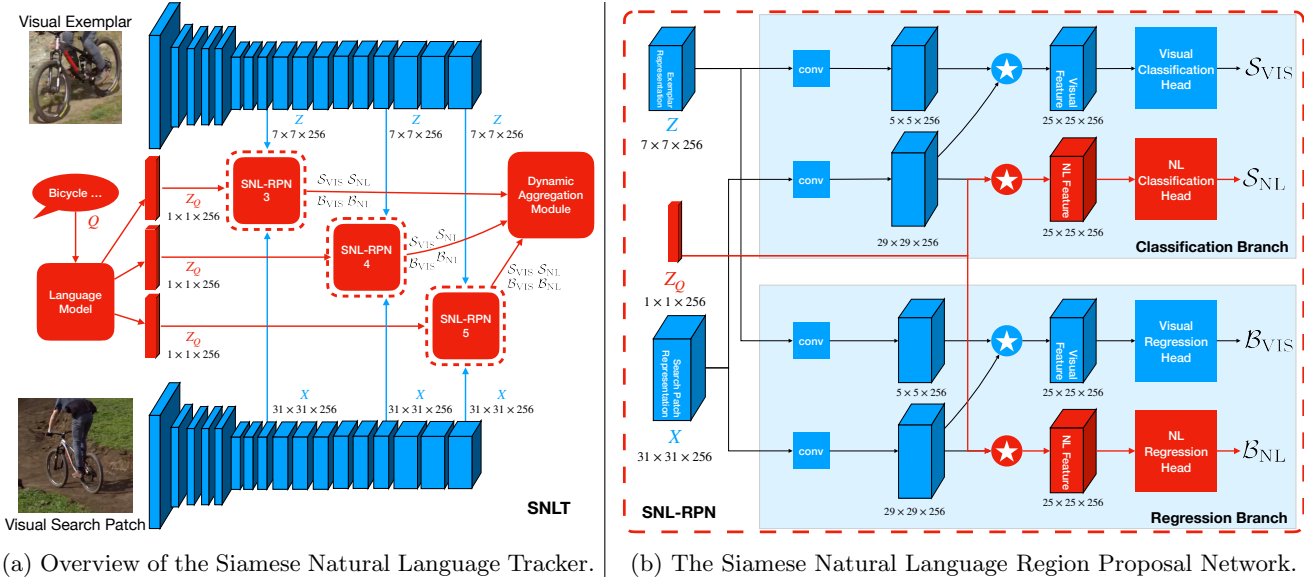 Visual Exemplar
Z
7 × 7 × 256
Z
7 × 7 × 256
Z
7 × 7 × 256
Bicycle ...
Q
Language
Model
Z_Q
1 × 1 × 256
Z_Q
1 × 1 × 256
Z_Q
1 × 1 × 256
SNL-RPN
3
S_VIS S_NL
B_VIS B_NL
SNL-RPN
4
S_VIS S_NL
B_VIS B_NL
SNL-RPN
5
S_VIS S_NL
B_VIS B_NL
Dynamic
Aggregation
Module
X
31 × 31 × 256
X
31 × 31 × 256
X
31 × 31 × 256
Visual Search Patch
SNLT
(a) Overview of the Siamese Natural Language Tracker.
Exemplar
Representation
Z
7 × 7 × 256
Z_Q
1 × 1 × 256
Search Patch
Representation
X
31 × 31 × 256
SNL-RPN
conv
5 × 5 × 256
Visual
Feature
25 × 25 × 256
Visual
Classification
Head
S_VIS
conv
29 × 29 × 256
NL Feature
25 × 25 × 256
NL
Classification
Head
S_NL
Classification Branch
conv
5 × 5 × 256
Visual
Feature
25 × 25 × 256
Visual
Regression
Head
B_VIS
conv
29 × 29 × 256
NL Feature
25 × 25 × 256
NL
Regression
Head
B_NL
Regression Branch
(b) The Siamese Natural Language Region Proposal Network.